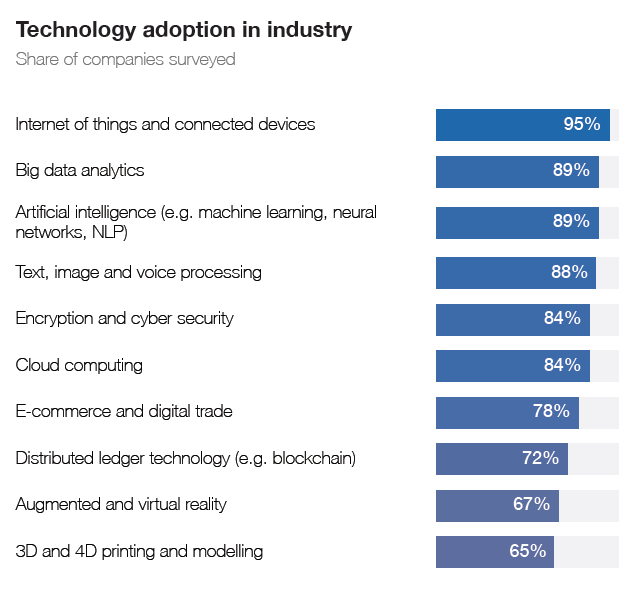 Technology adoption in industry
Share of companies surveyed
Internet of things and connected devices 95%
Big data analytics 89%
Artificial intelligence (e.g. machine learning, neural
networks, NLP) 89%
Text, image and voice processing 88%
Encryption and cyber security 84%
Cloud computing 84%
E-commerce and digital trade 78%
Distributed ledger technology (e.g. blockchain) 72%
Augmented and virtual reality 67%
3D and 4D printing and modelling 65%